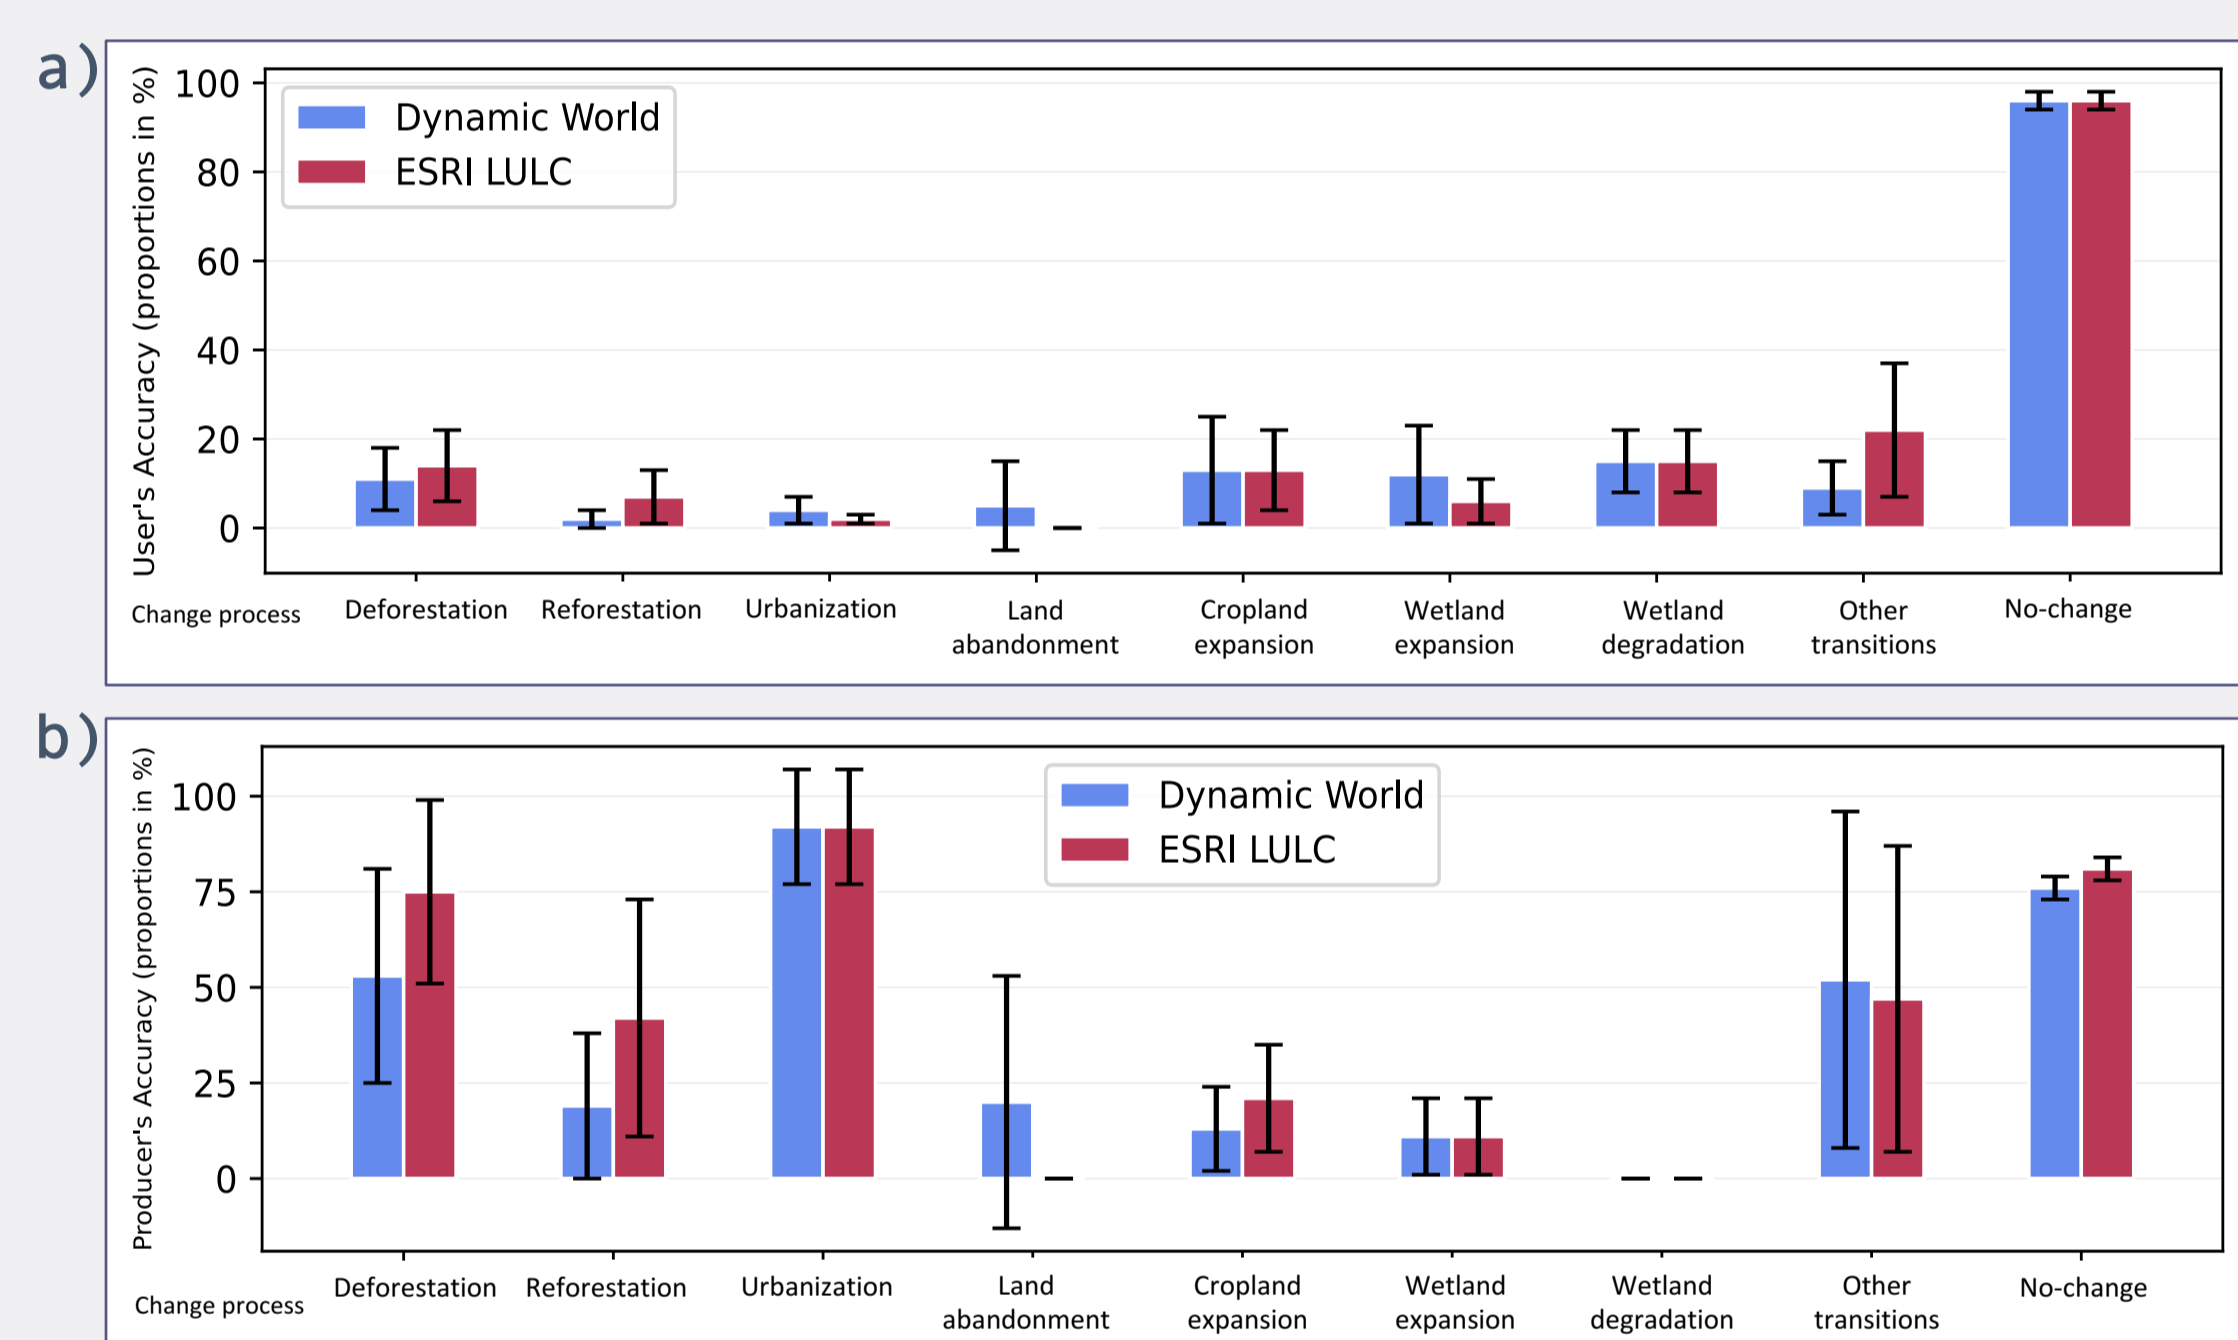 a)
User's Accuracy (proportions in %)
100
80
60
40
20
0
Dynamic World
ESRI LULC
Change process
Deforestation
Reforestation
Urbanization
Land
abandonment
Cropland
expansion
Wetland
expansion
Wetland
degradation
Other
transitions
No-change
b)
Producer's Accuracy (proportions in %)
100
75
50
25
0
Dynamic World
ESRI LULC
Change process
Deforestation
Reforestation
Urbanization
Land
abandonment
Cropland
expansion
Wetland
expansion
Wetland
degradation
Other
transitions
No-change